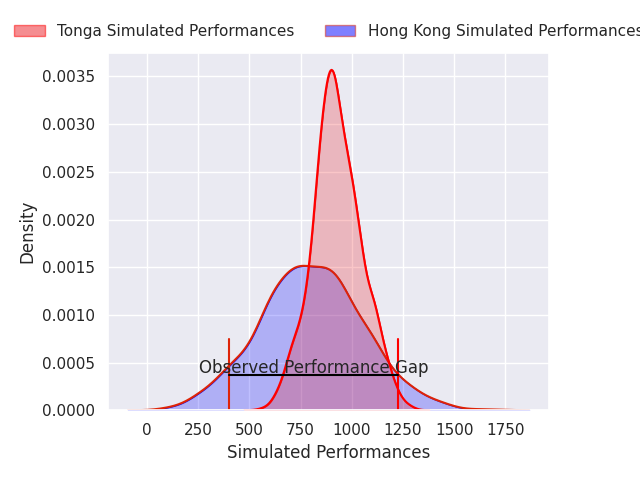 Tonga Simulated Performances
Hong Kong Simulated Performances
0.0035
0.0030
0.0025
0.0020
0.0015
0.0010
0.0005
0.0000
Density
Observed Performance Gap
0 250 500 750 1000 1250 1500 1750
Simulated Performances